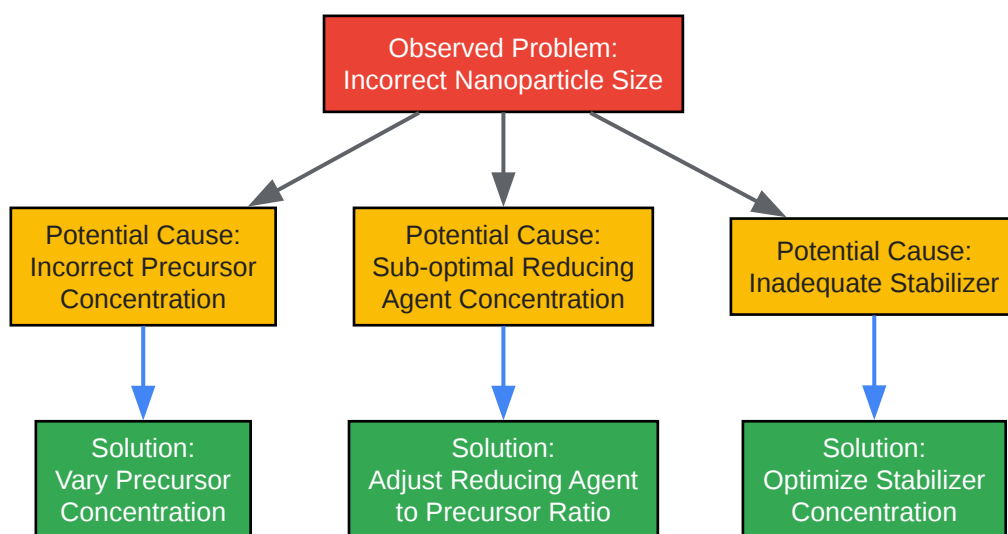 Observed Problem:
Incorrect Nanoparticle Size
Potential Cause:
Incorrect Precursor
Concentration
Potential Cause:
Sub-optimal Reducing
Agent Concentration
Potential Cause:
Inadequate Stabilizer
Solution:
Vary Precursor
Concentration
Solution:
Adjust Reducing Agent
to Precursor Ratio
Solution:
Optimize Stabilizer
Concentration